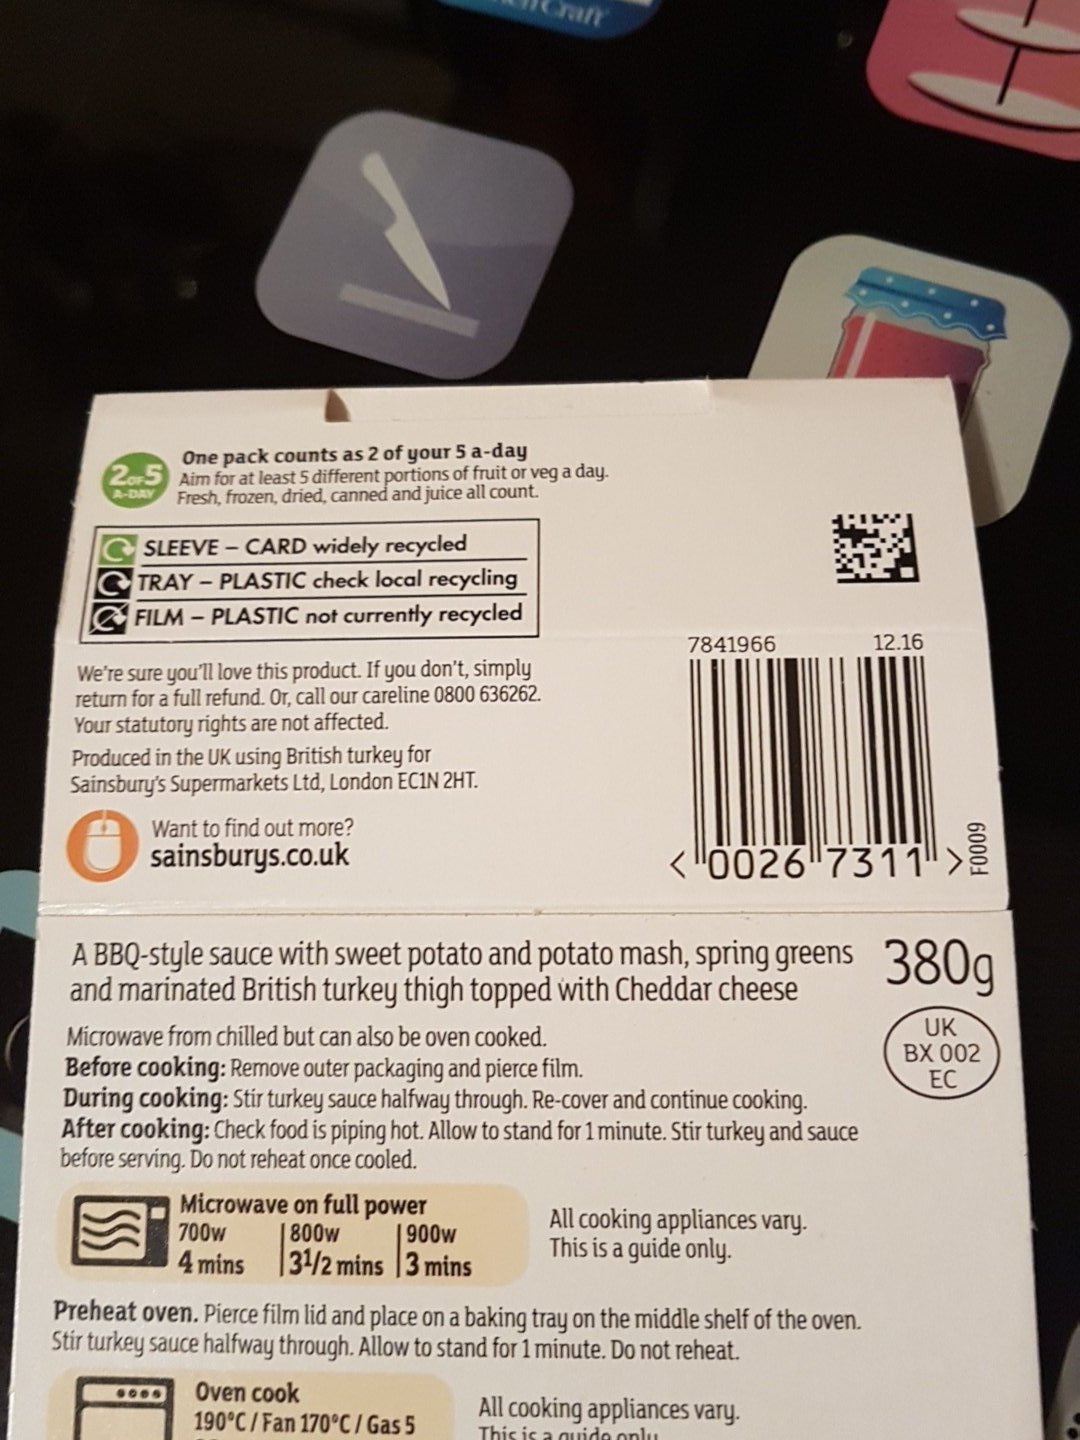 Craft
One pack counts as 2 of your 5 a-day
2 OF 5
A-DAY
Aim for at least 5 different portions of fruit or veg a day.
Fresh, frozen, dried, canned and juice all count.
SLEEVE – CARD widely recycled
TRAY – PLASTIC check local recycling
FILM – PLASTIC not currently recycled
We're sure you'll love this product. If you don't, simply
return for a full refund. Or, call our careline 0800 636262.
Your statutory rights are not affected.
Produced in the UK using British turkey for
Sainsbury's Supermarkets Ltd, London EC1N 2HT.
Want to find out more?
sainsburys.co.uk
7841966 12.16
< 0026 7311 >
F0009
A BBQ-style sauce with sweet potato and potato mash, spring greens
and marinated British turkey thigh topped with Cheddar cheese
380g
UK
BX 002
EC
Microwave from chilled but can also be oven cooked.
Before cooking: Remove outer packaging and pierce film.
During cooking: Stir turkey sauce halfway through. Re-cover and continue cooking.
After cooking: Check food is piping hot. Allow to stand for 1 minute. Stir turkey and sauce
before serving. Do not reheat once cooled.
Microwave on full power
700w 800w 900w
4 mins 3 1/2 mins 3 mins
All cooking appliances vary.
This is a guide only.
Preheat oven. Pierce film lid and place on a baking tray on the middle shelf of the oven.
Stir turkey sauce halfway through. Allow to stand for 1 minute. Do not reheat.
Oven cook
190°C / Fan 170°C / Gas 5
All cooking appliances vary.
This is a guide only.